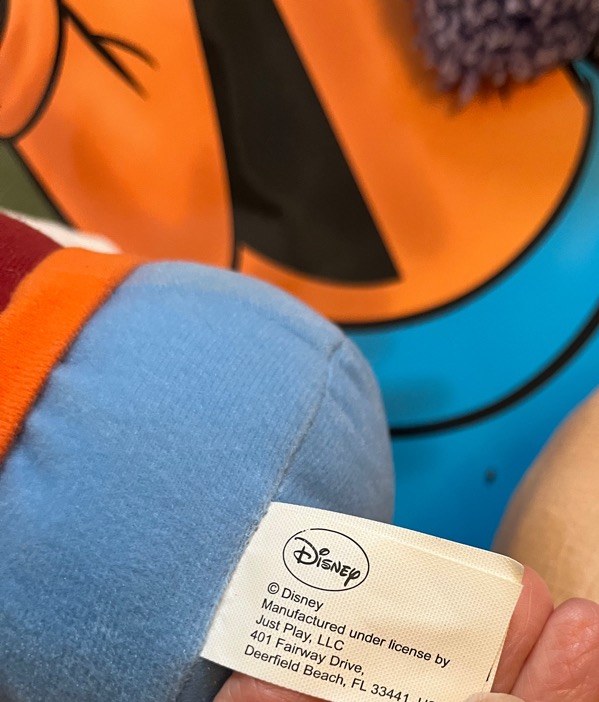 Disney
© Disney
Manufactured under license by
Just Play, LLC
401 Fairway Drive,
Deerfield Beach, FL 33441